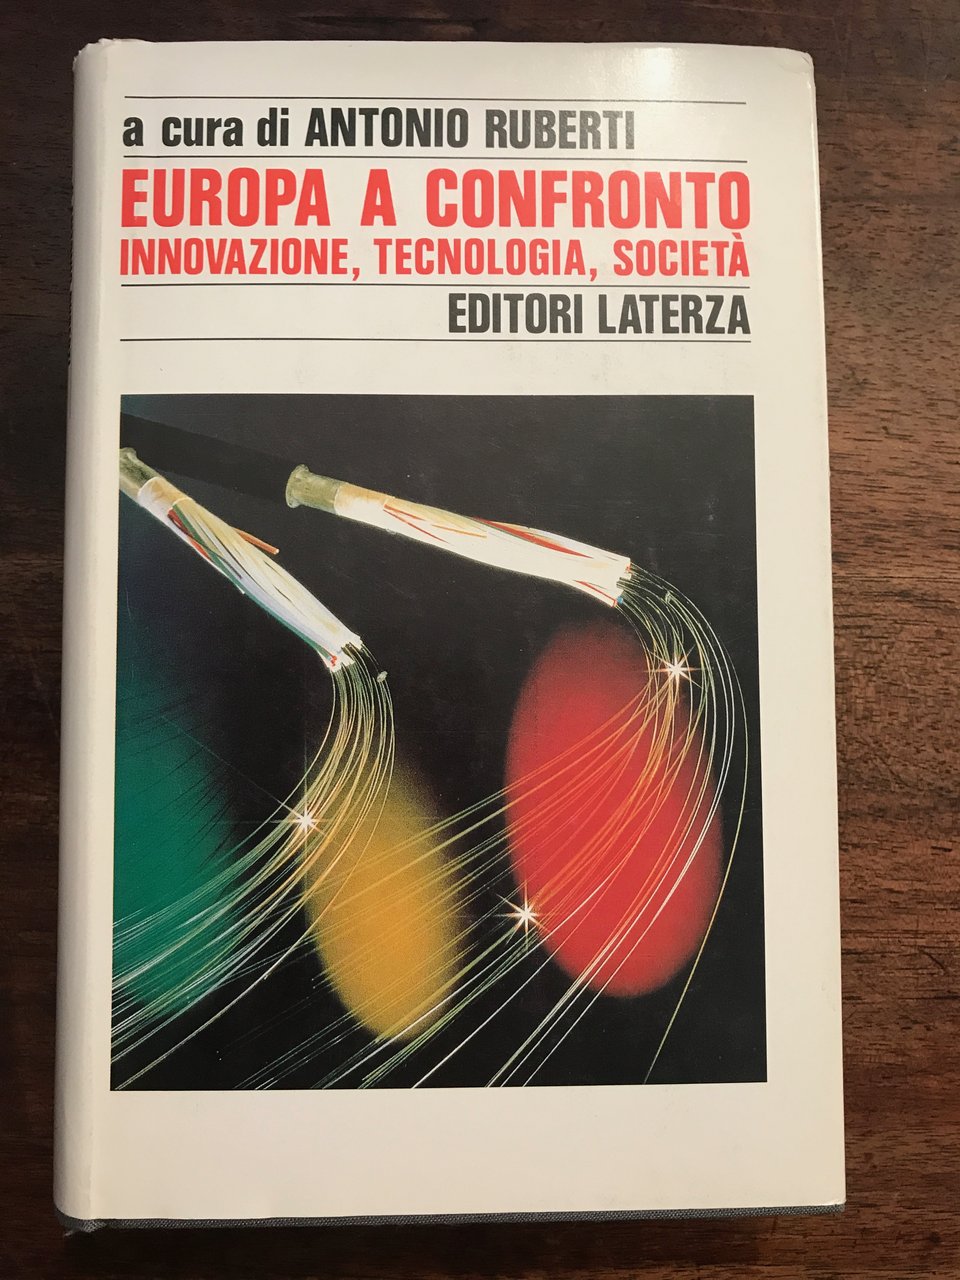 a cura di ANTONIO RUBERTI
EUROPA A CONFRONTO
INNOVAZIONE, TECNOLOGIA, SOCIETÀ
EDITORI LATERZA